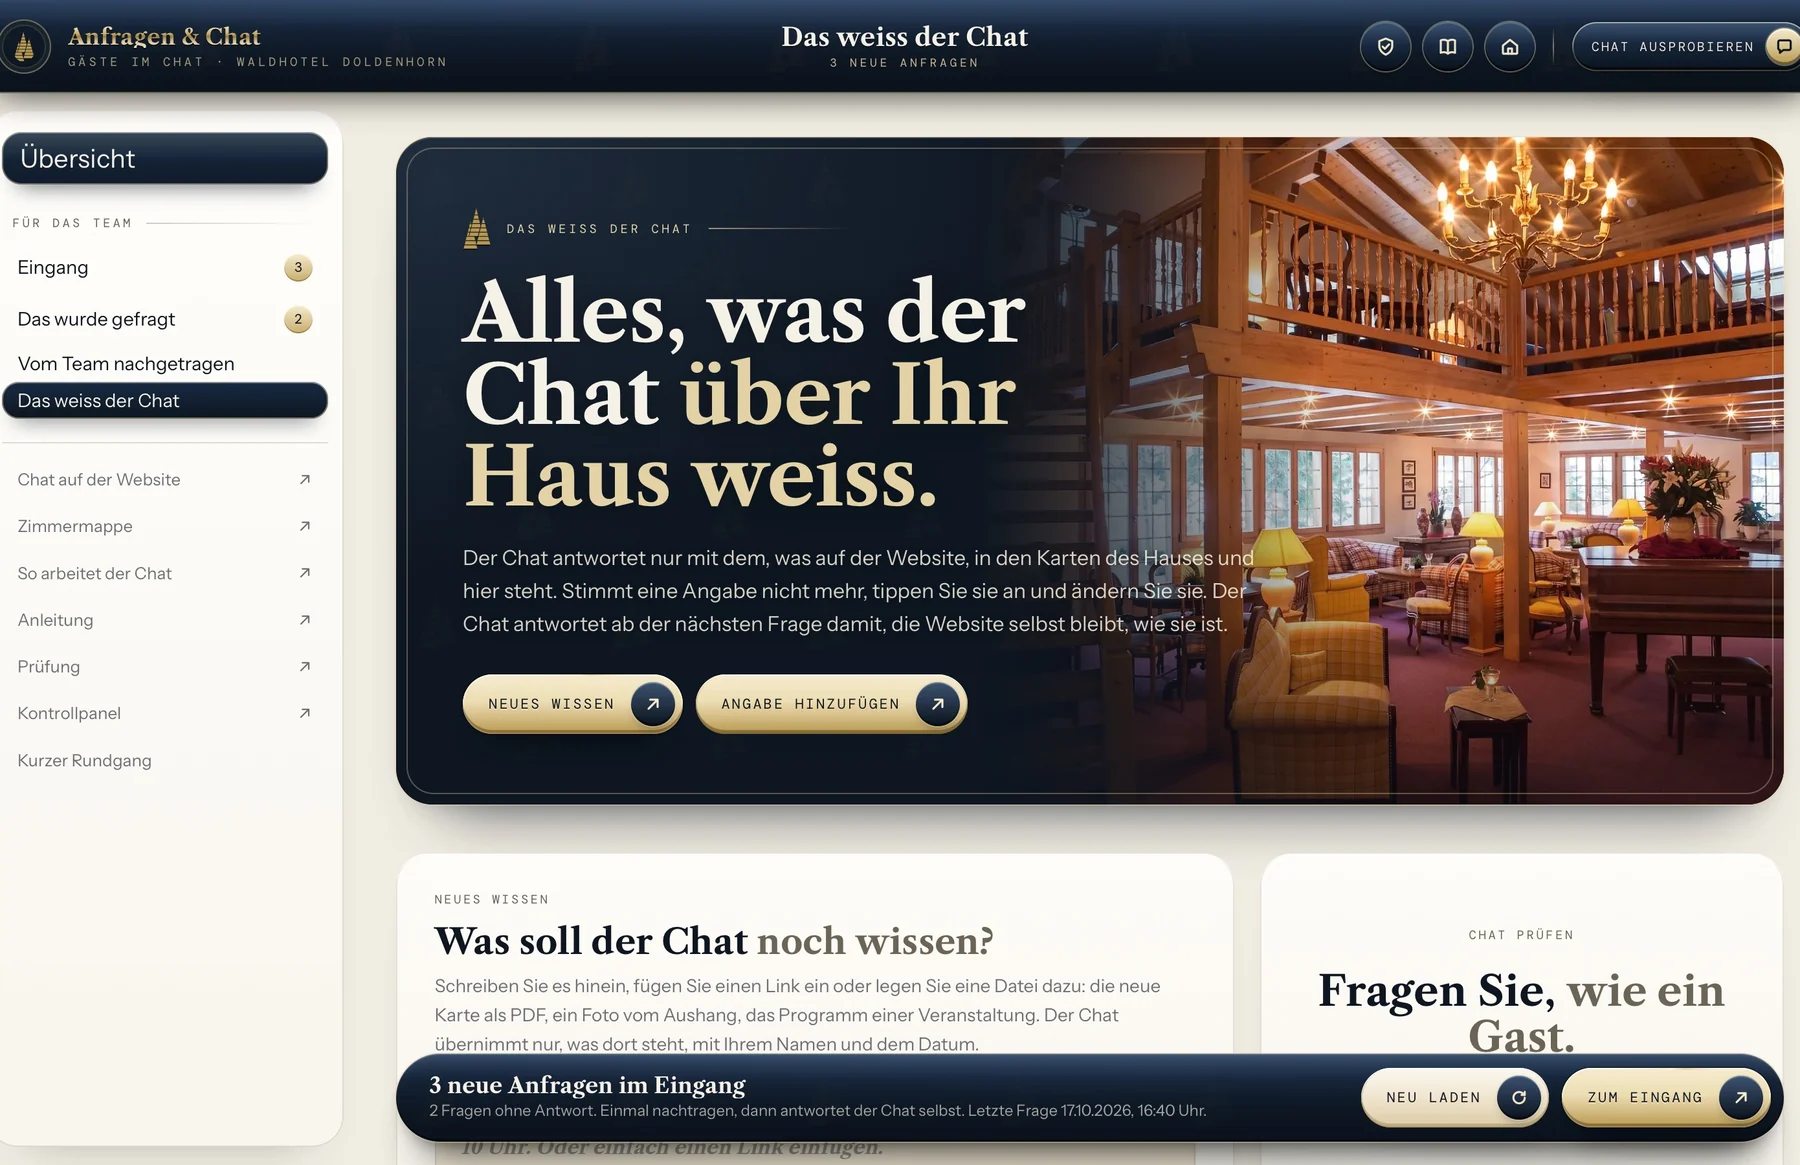 Anfragen & Chat
GÄSTE IM CHAT · WALDHOTEL DOLDENHORN
Das weiss der Chat
3 NEUE ANFRAGEN
CHAT AUSPROBIEREN
Übersicht
FÜR DAS TEAM
Eingang 3
Das wurde gefragt 2
Vom Team nachgetragen
Das weiss der Chat
Chat auf der Website
Zimmermappe
So arbeitet der Chat
Anleitung
Prüfung
Kontrollpanel
Kurzer Rundgang
DAS WEISS DER CHAT
Alles, was der
Chat über Ihr
Haus weiss.
Der Chat antwortet nur mit dem, was auf der Website, in den Karten des Hauses und
hier steht. Stimmt eine Angabe nicht mehr, tippen Sie sie an und ändern Sie sie. Der
Chat antwortet ab der nächsten Frage damit, die Website selbst bleibt, wie sie ist.
NEUES WISSEN
ANGABE HINZUFÜGEN
NEUES WISSEN
Was soll der Chat noch wissen?
Schreiben Sie es hinein, fügen Sie einen Link ein oder legen Sie eine Datei dazu: die neue
Karte als PDF, ein Foto vom Aushang, das Programm einer Veranstaltung. Der Chat
übernimmt nur, was dort steht, mit Ihrem Namen und dem Datum.
CHAT PRÜFEN
Fragen Sie, wie ein
Gast.
3 neue Anfragen im Eingang
2 Fragen ohne Antwort. Einmal nachtragen, dann antwortet der Chat selbst. Letzte Frage 17.10.2026, 16:40 Uhr.
NEU LADEN
ZUM EINGANG
10 Uhr. Oder einfach einen Link einfügen.